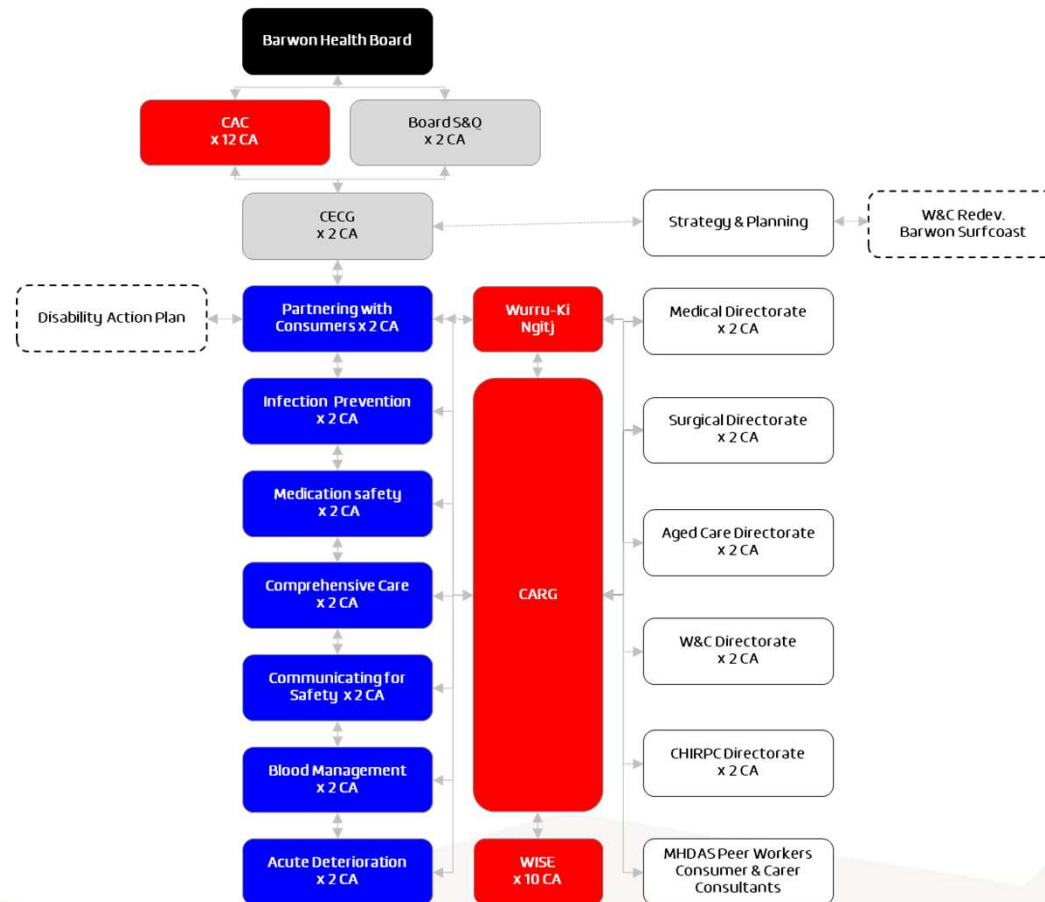 Barwon Health Board
CAC
x 12 CA
Board S&Q
x 2 CA
CECG
x 2 CA
Strategy & Planning
W&C Redev.
Barwon Surfcoast
Disability Action Plan
Partnering with
Consumers x 2 CA
Wurru-Ki
Ngitj
Medical Directorate
x 2 CA
Infection Prevention
x 2 CA
Surgical Directorate
x 2 CA
Medication safety
x 2 CA
Aged Care Directorate
x 2 CA
Comprehensive Care
x 2 CA
CARG
W&C Directorate
x 2 CA
Communicating for
Safety x 2 CA
CHIRPC Directorate
x 2 CA
Blood Management
x 2 CA
Acute Deterioration
x 2 CA
WISE
x 10 CA
MHDAS Peer Workers
Consumer & Carer
Consultants